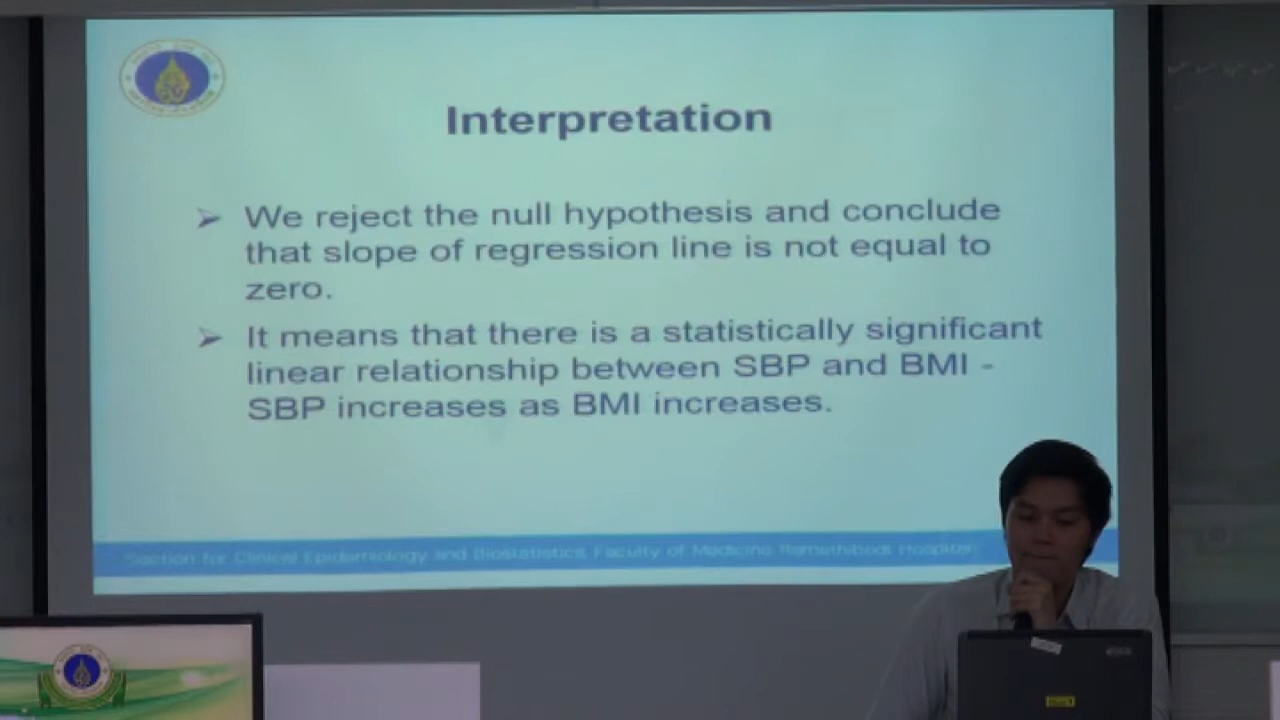 Interpretation
➢ We reject the null hypothesis and conclude
that slope of regression line is not equal to
zero.
➢ It means that there is a statistically significant
linear relationship between SBP and BMI -
SBP increases as BMI increases.
Section for Clinical Epidemiology and Biostatistics, Faculty of Medicine Ramathibodi Hospital